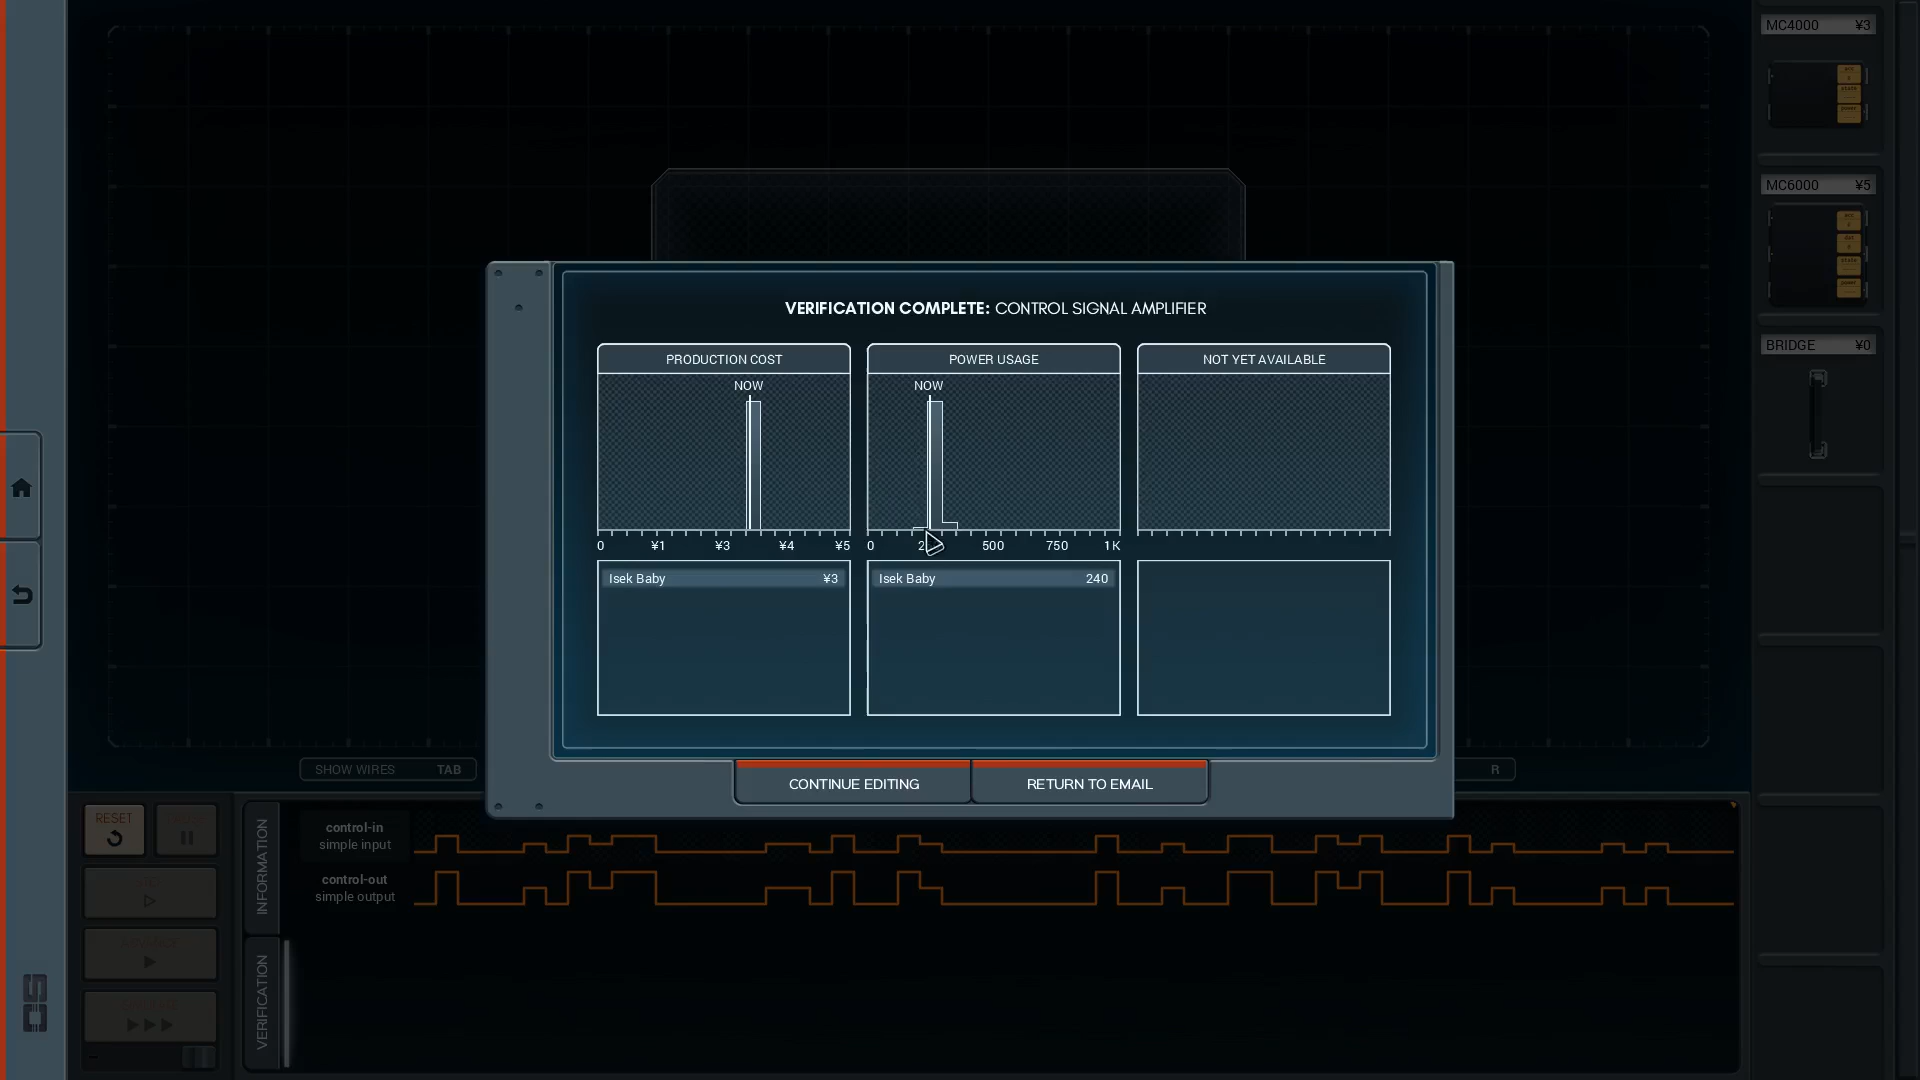 MC4000 ¥3
MC6000 ¥5
BRIDGE ¥0
VERIFICATION COMPLETE: CONTROL SIGNAL AMPLIFIER
PRODUCTION COST
POWER USAGE
NOT YET AVAILABLE
NOW
NOW
0 ¥1 ¥3 ¥4 ¥5
0 500 750 1K
Isek Baby ¥3
Isek Baby 240
SHOW WIRES TAB
R
CONTINUE EDITING
RETURN TO EMAIL
RESET
INFORMATION
VERIFICATION
control-in
simple input
control-out
simple output